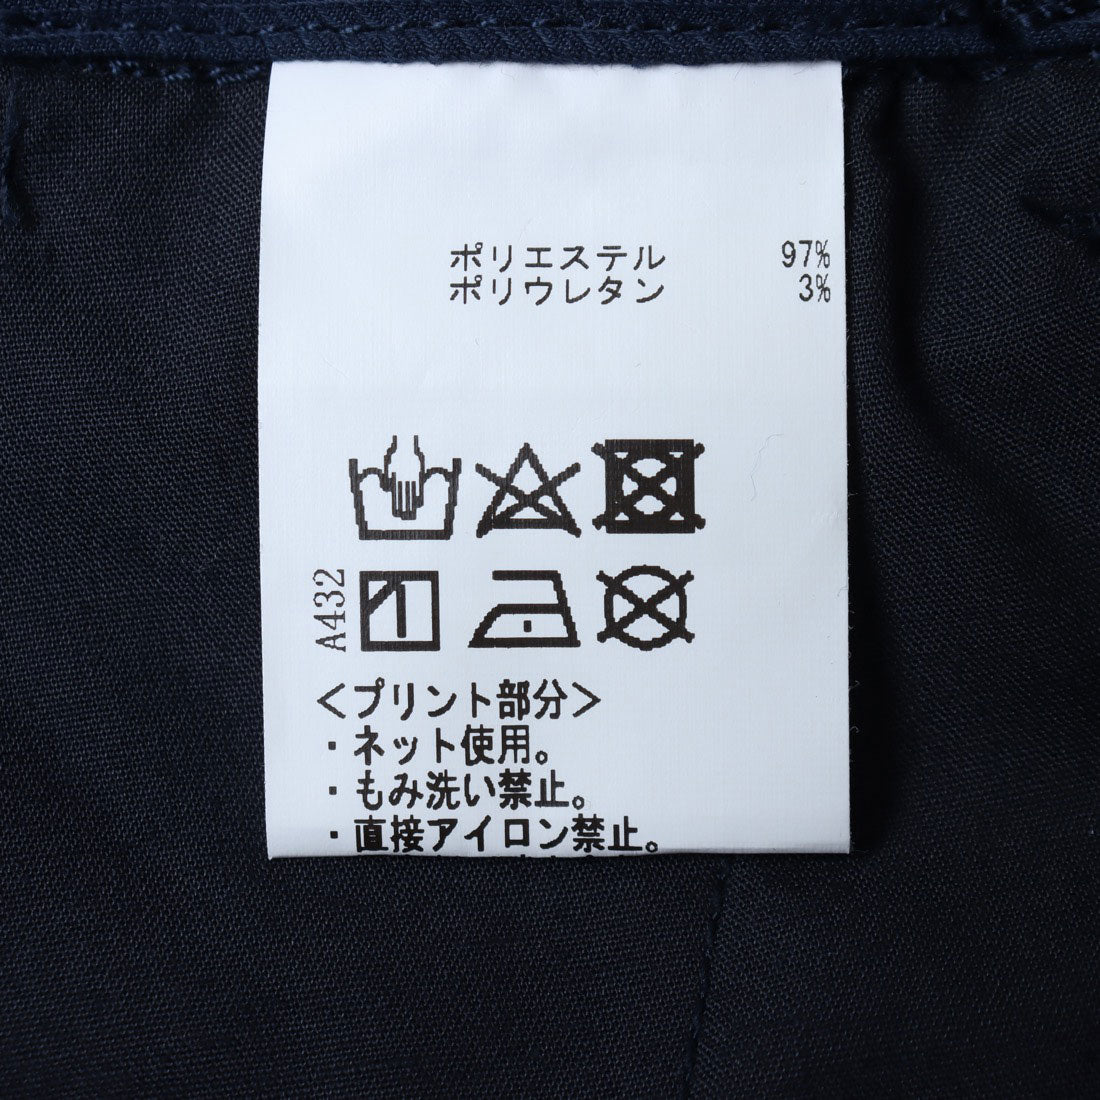 ポリエステル 97%
ポリウレタン 3%
A432
<プリント部分>
・ネット使用。
・もみ洗い禁止。
・直接アイロン禁止。